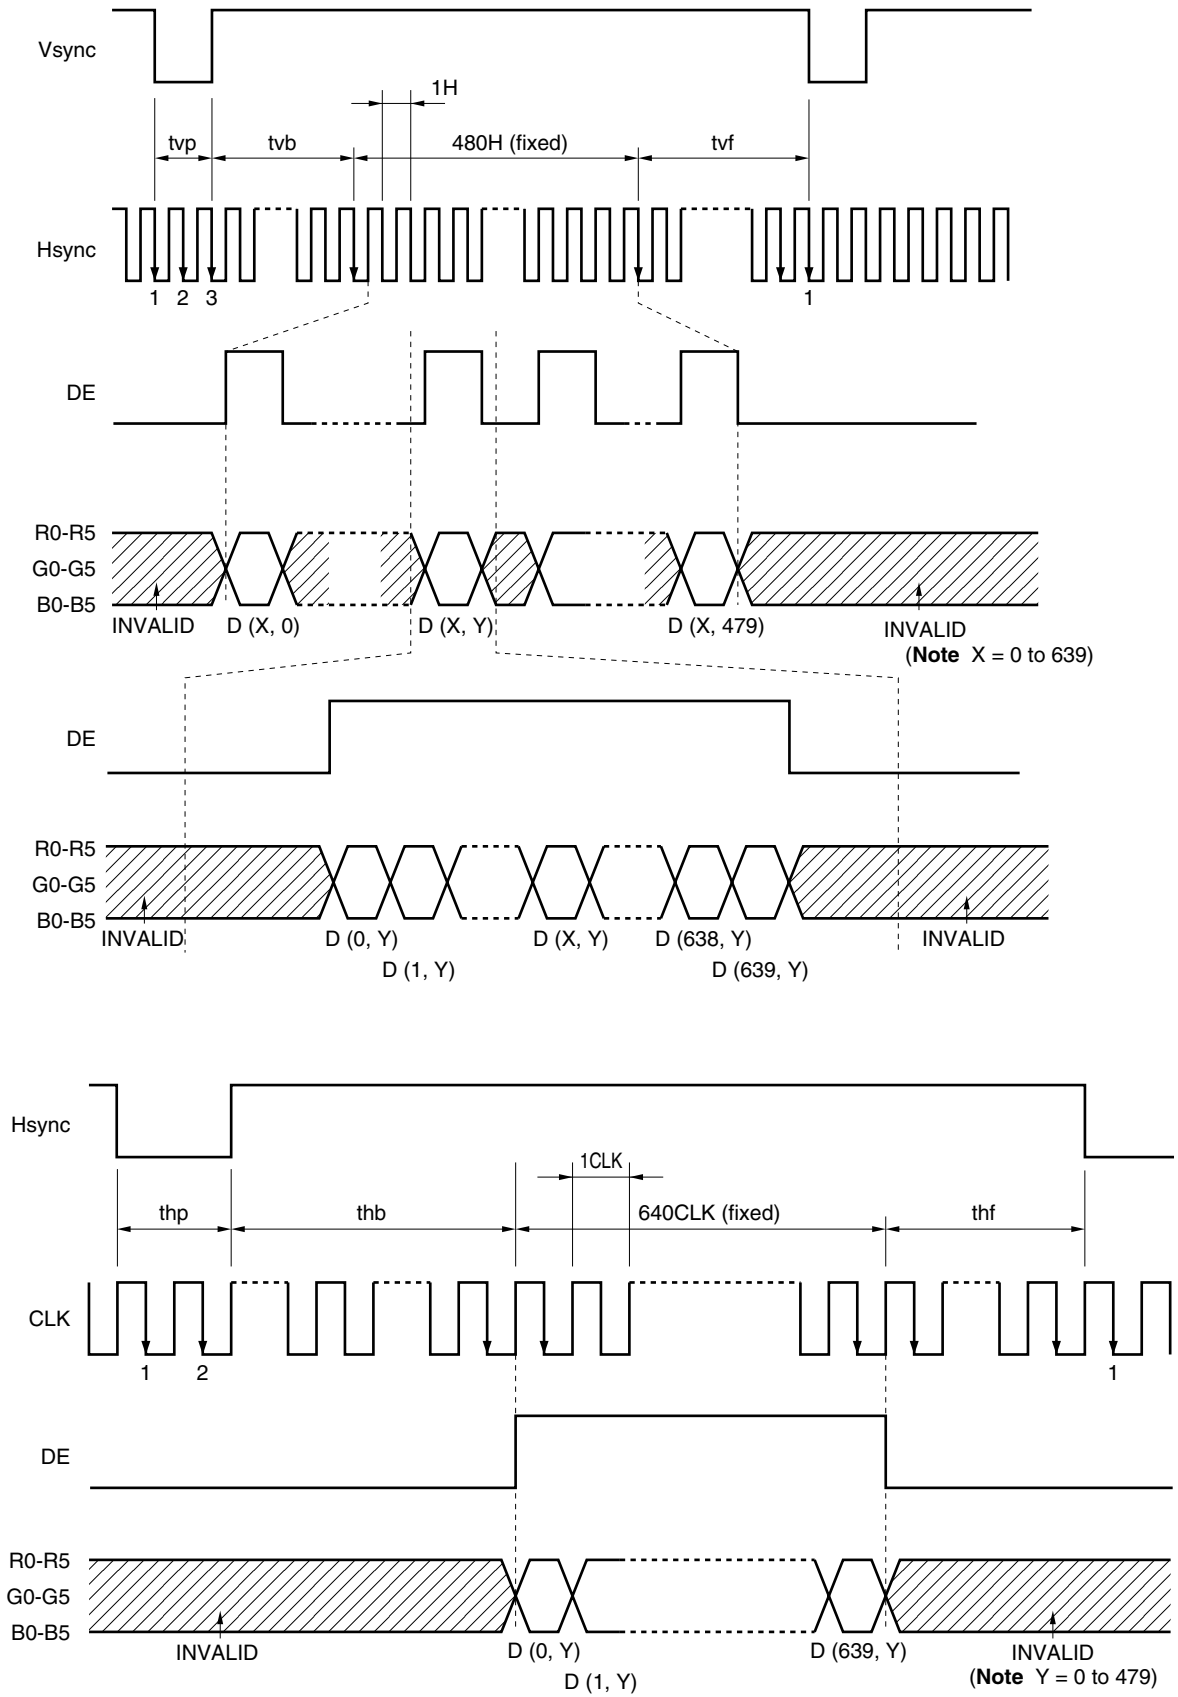 Vsync
1H
tvp tvb 480H (fixed) tvf
Hsync
1 2 3 1
DE
R0-R5
G0-G5
B0-B5
INVALID D (X, 0) D (X, Y) D (X, 479) INVALID
(Note X = 0 to 639)
DE
R0-R5
G0-G5
B0-B5
INVALID D (0, Y) D (X, Y) D (638, Y) INVALID
D (1, Y) D (639, Y)
Hsync
1CLK
thp thb 640CLK (fixed) thf
CLK
1 2 1
DE
R0-R5
G0-G5
B0-B5
INVALID D (0, Y) D (639, Y) INVALID
D (1, Y) (Note Y = 0 to 479)